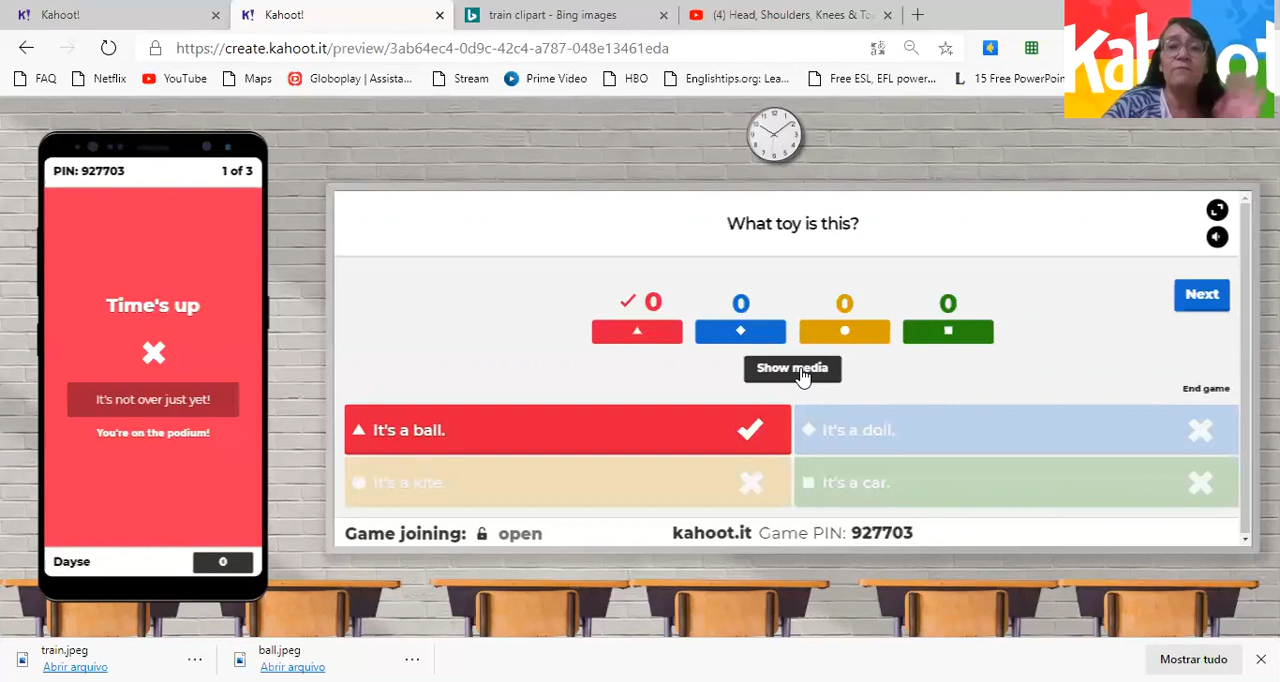 Kahoot!
Kahoot!
train clipart - Bing images
(4) Head, Shoulders, Knees & To
https://create.kahoot.it/preview/3ab64ec4-0d9c-42c4-a787-048e13461eda
FAQ
Netflix
YouTube
Maps
Globoplay | Assista...
Stream
Prime Video
HBO
Englishtips.org: Lea...
Free ESL, EFL power...
15 Free PowerPoin
Kahoot
PIN: 927703
1 of 3
What toy is this?
Time's up
It's not over just yet!
You're on the podium!
Dayse
0
0
0
0
0
Next
Show media
End game
It's a ball.
It's a doll.
It's a kite.
It's a car.
Game joining: open
kahoot.it Game PIN: 927703
train.jpeg
Abrir arquivo
ball.jpeg
Abrir arquivo
Mostrar tudo